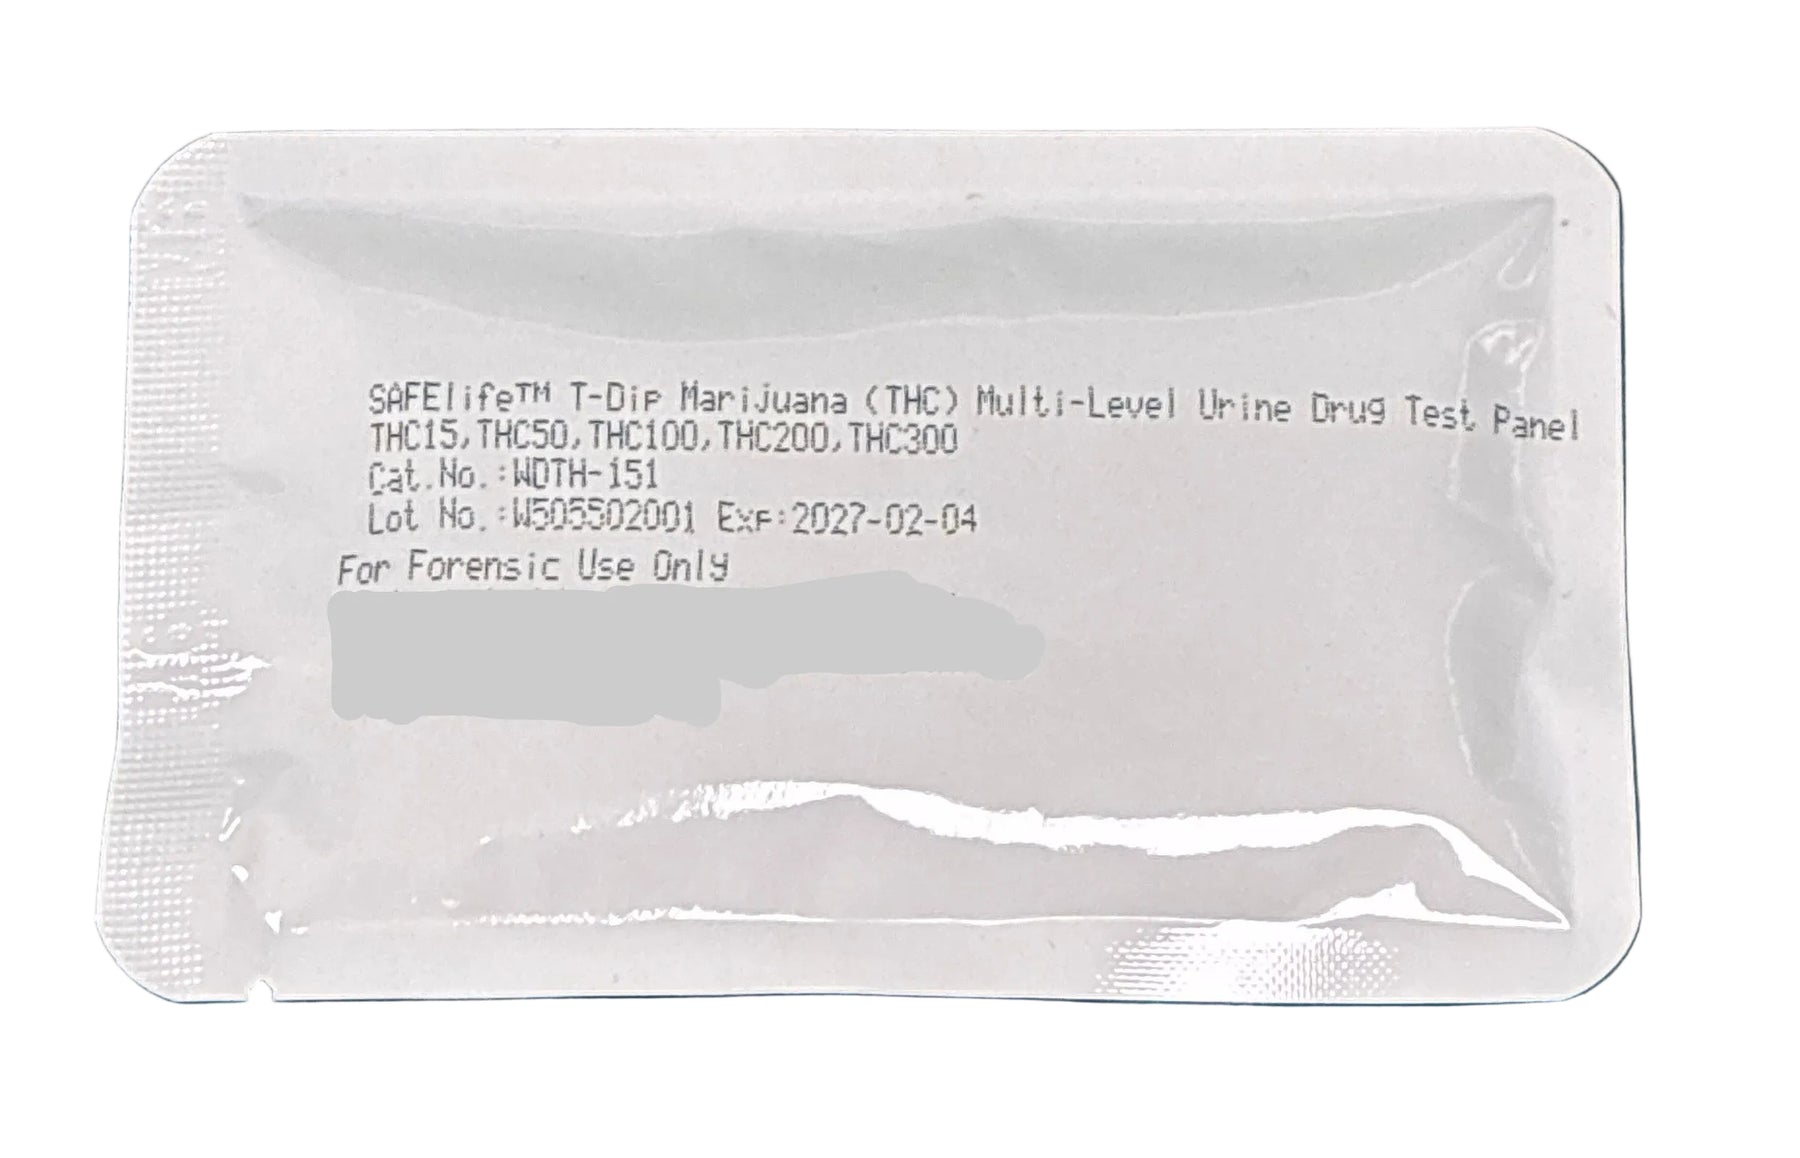 SAFElife™ T-Dip Marijuana (THC) Multi-Level Urine Drug Test Panel
THC15,THC50,THC100,THC200,THC300
Cat.No.:WDTH-151
Lot No.:W505502001 Exp:2027-02-04
For Forensic Use Only